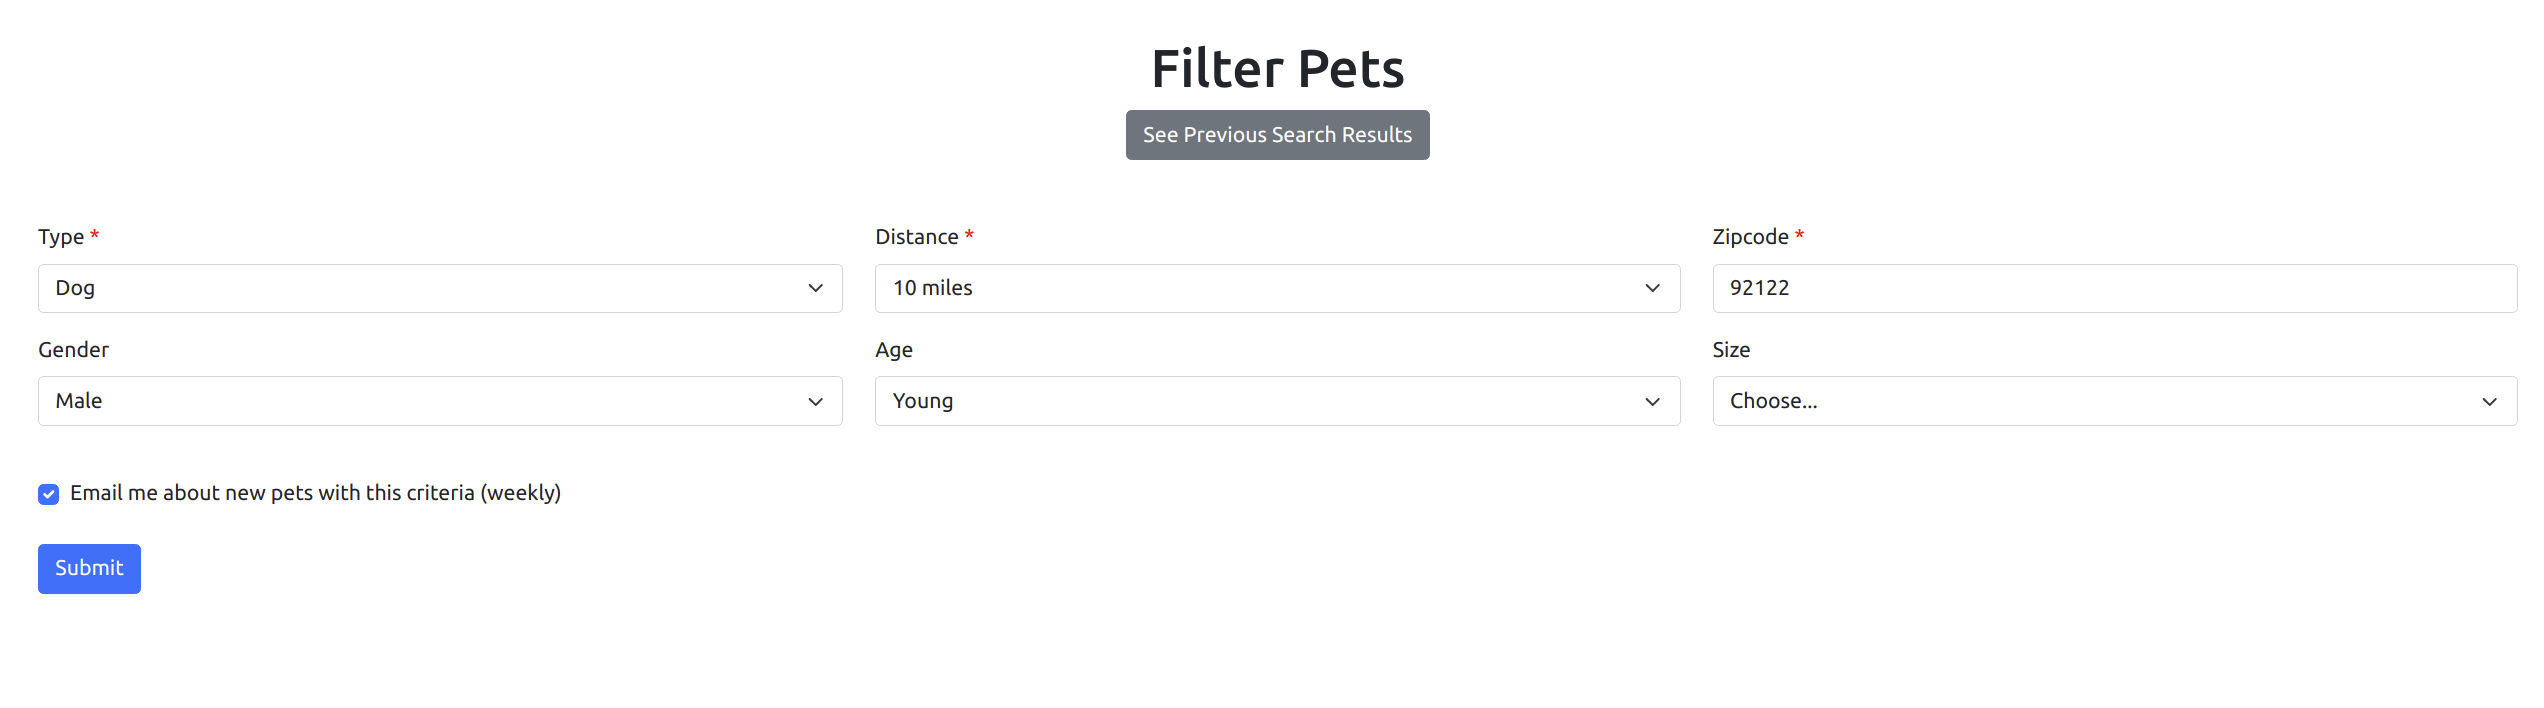 Filter Pets
See Previous Search Results
Type * Distance * Zipcode *
Dog 10 miles 92122
Gender Age Size
Male Young Choose...
Email me about new pets with this criteria (weekly)
Submit